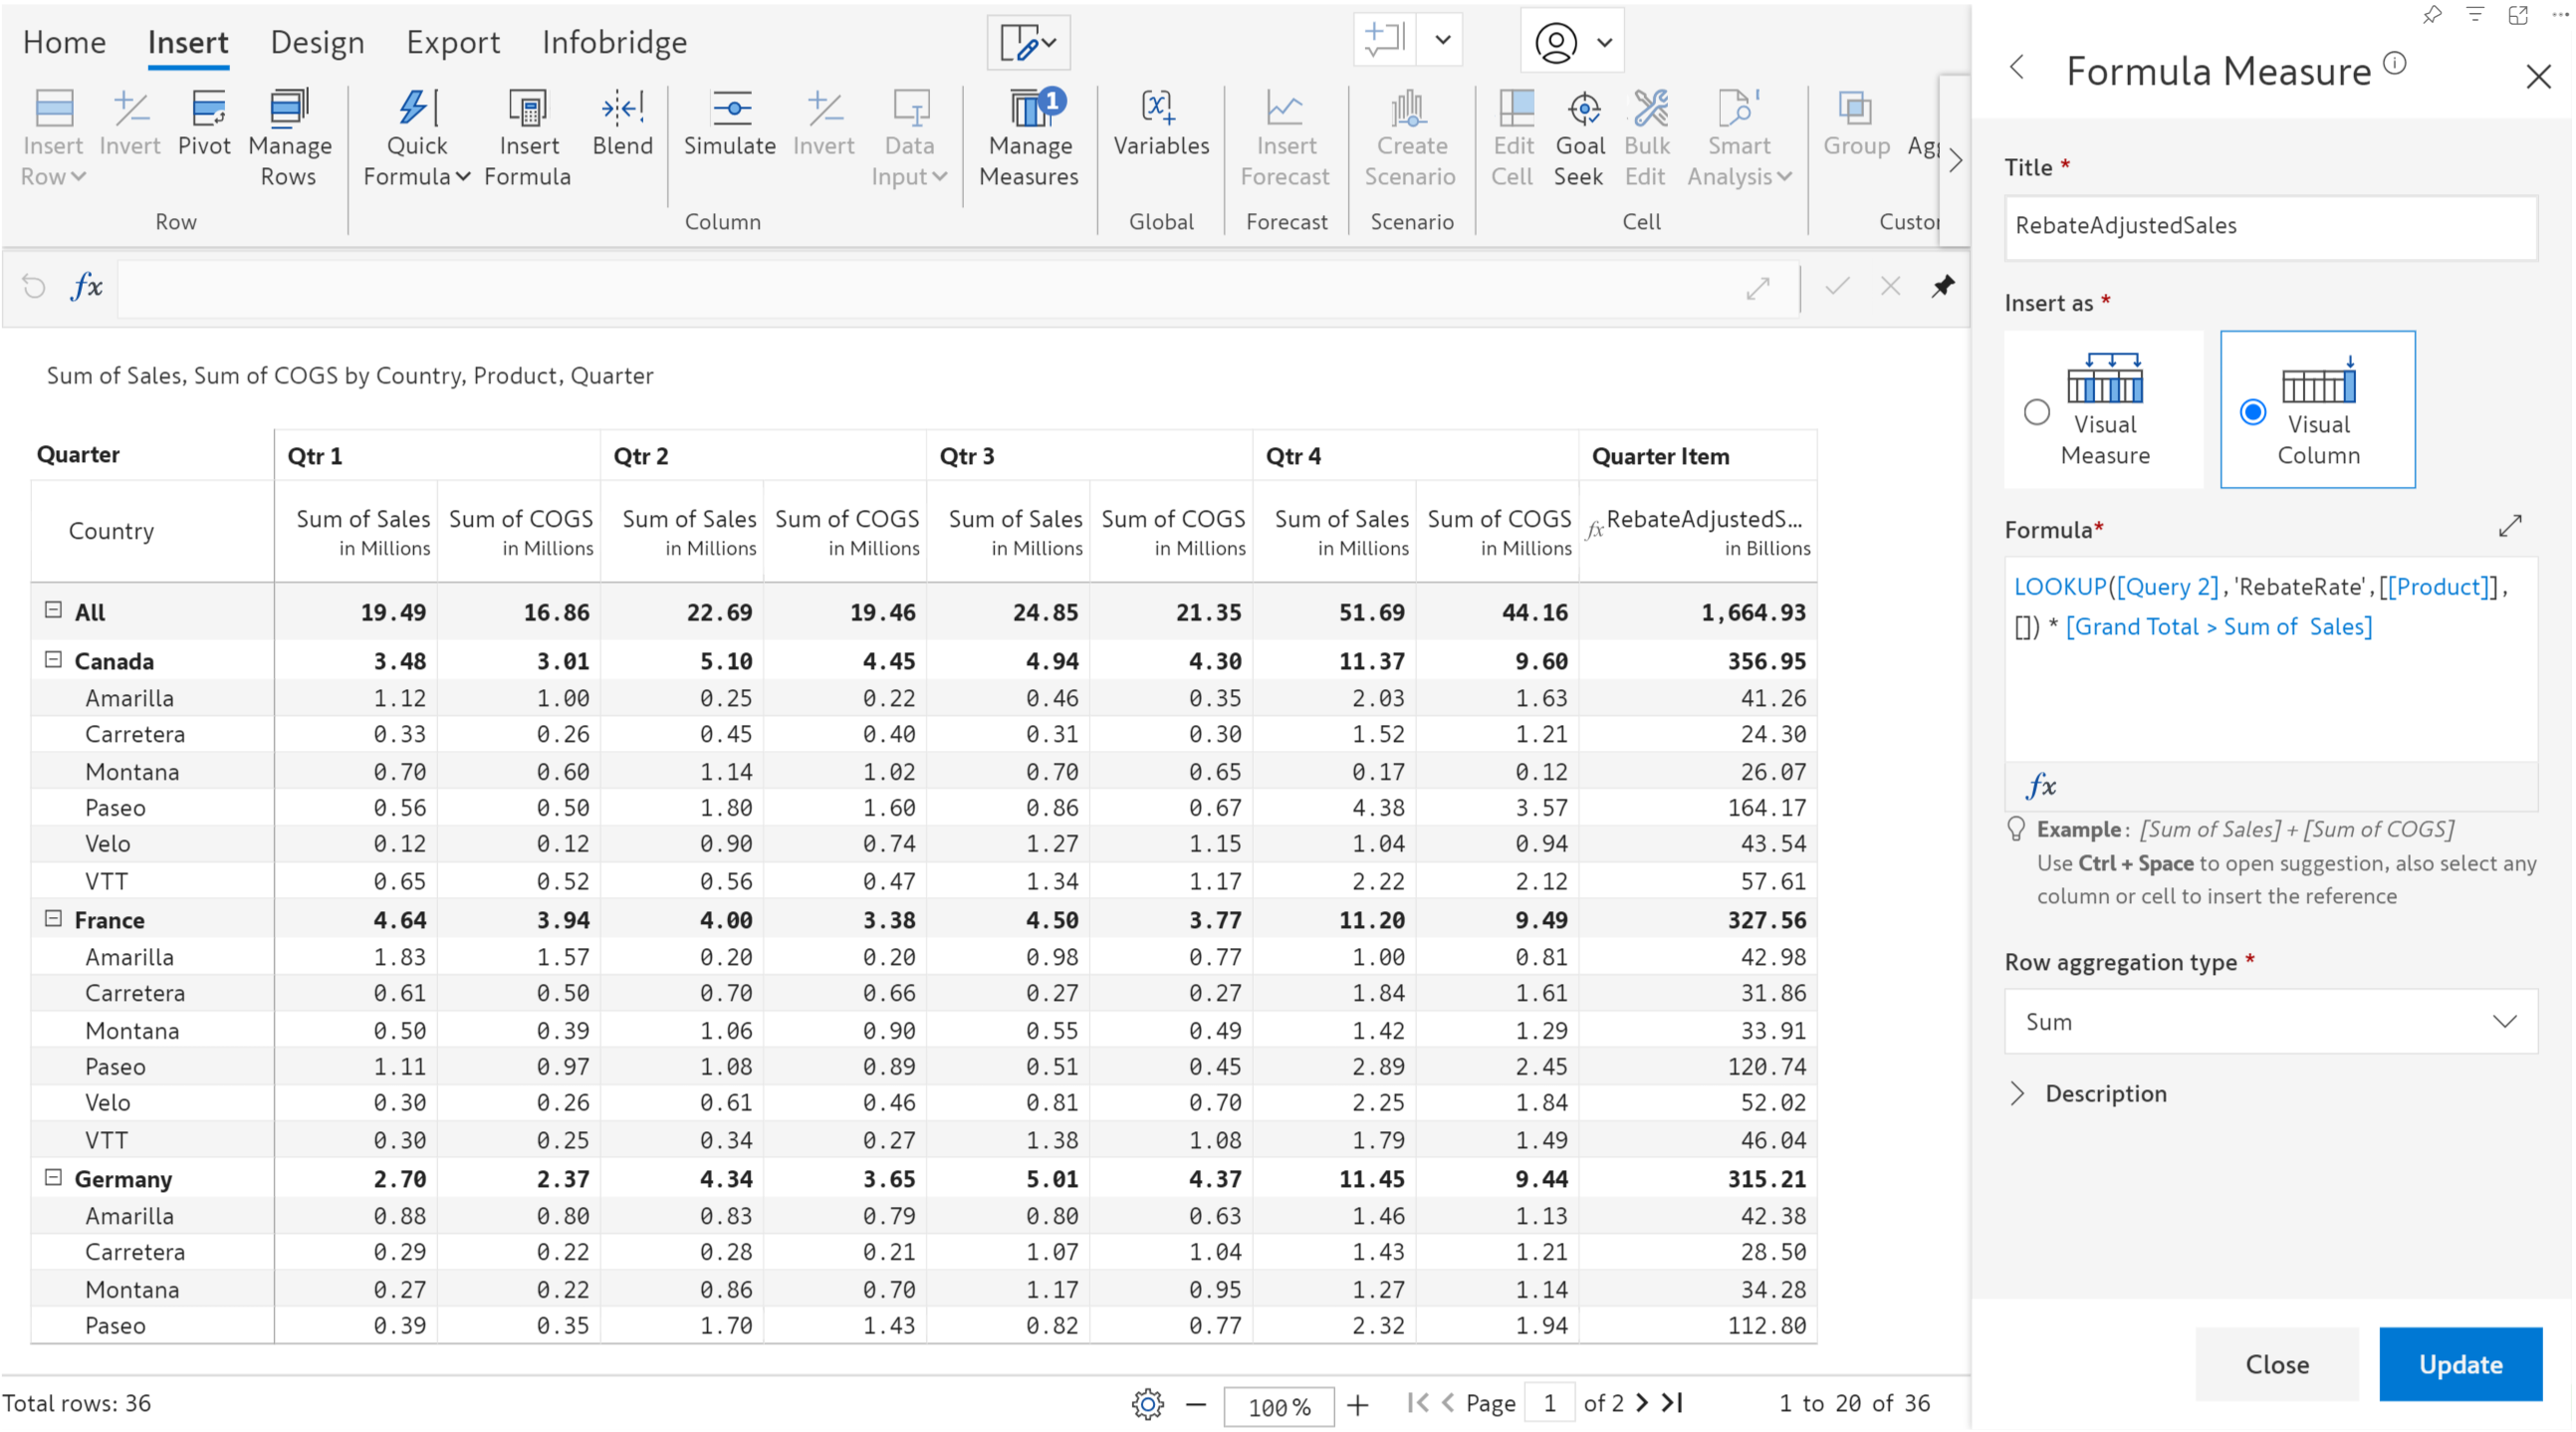 Home Insert Design Export Infobridge
Insert Row Invert Pivot Manage Rows Quick Formula Insert Formula Blend Simulate Invert Data Input Manage Measures 1 Variables Insert Forecast Create Scenario Edit Cell Goal Seek Bulk Edit Smart Analysis Group
Row Column Global Forecast Scenario Cell
fx
Sum of Sales, Sum of COGS by Country, Product, Quarter
Quarter Qtr 1 Qtr 2 Qtr 3 Qtr 4 Quarter Item
Country Sum of Sales Sum of COGS Sum of Sales Sum of COGS Sum of Sales Sum of COGS Sum of Sales Sum of COGS fx RebateAdjustedS...
in Millions in Millions in Millions in Millions in Millions in Millions in Millions in Millions in Billions
All 19.49 16.86 22.69 19.46 24.85 21.35 51.69 44.16 1,664.93
Canada 3.48 3.01 5.10 4.45 4.94 4.30 11.37 9.60 356.95
Amarilla 1.12 1.00 0.25 0.22 0.46 0.35 2.03 1.63 41.26
Carretera 0.33 0.26 0.45 0.40 0.31 0.30 1.52 1.21 24.30
Montana 0.70 0.60 1.14 1.02 0.70 0.65 0.17 0.12 26.07
Paseo 0.56 0.50 1.80 1.60 0.86 0.67 4.38 3.57 164.17
Velo 0.12 0.12 0.90 0.74 1.27 1.15 1.04 0.94 43.54
VTT 0.65 0.52 0.56 0.47 1.34 1.17 2.22 2.12 57.61
France 4.64 3.94 4.00 3.38 4.50 3.77 11.20 9.49 327.56
Amarilla 1.83 1.57 0.20 0.20 0.98 0.77 1.00 0.81 42.98
Carretera 0.61 0.50 0.70 0.66 0.27 0.27 1.84 1.61 31.86
Montana 0.50 0.39 1.06 0.90 0.55 0.49 1.42 1.29 33.91
Paseo 1.11 0.97 1.08 0.89 0.51 0.45 2.89 2.45 120.74
Velo 0.30 0.26 0.61 0.46 0.81 0.70 2.25 1.84 52.02
VTT 0.30 0.25 0.34 0.27 1.38 1.08 1.79 1.49 46.04
Germany 2.70 2.37 4.34 3.65 5.01 4.37 11.45 9.44 315.21
Amarilla 0.88 0.80 0.83 0.79 0.80 0.63 1.46 1.13 42.38
Carretera 0.29 0.22 0.28 0.21 1.07 1.04 1.43 1.21 28.50
Montana 0.27 0.22 0.86 0.70 1.17 0.95 1.27 1.14 34.28
Paseo 0.39 0.35 1.70 1.43 0.82 0.77 2.32 1.94 112.80
Total rows: 36 100 % Page 1 of 2 1 to 20 of 36
Formula Measure
Title *
RebateAdjustedSales
Insert as *
Visual Measure Visual Column
Formula*
LOOKUP([Query 2],'RebateRate',[[Product]],
[]) * [Grand Total > Sum of Sales]
fx
Example: [Sum of Sales] + [Sum of COGS]
Use Ctrl + Space to open suggestion, also select any
column or cell to insert the reference
Row aggregation type *
Sum
Description
Close Update